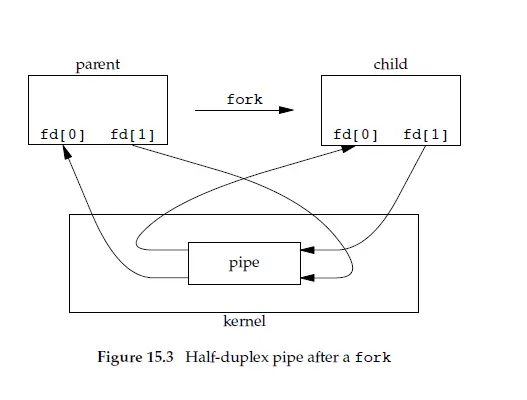 parent
child
fork
fd[0] fd[1]
fd[0] fd[1]
pipe
kernel
Figure 15.3 Half-duplex pipe after a fork